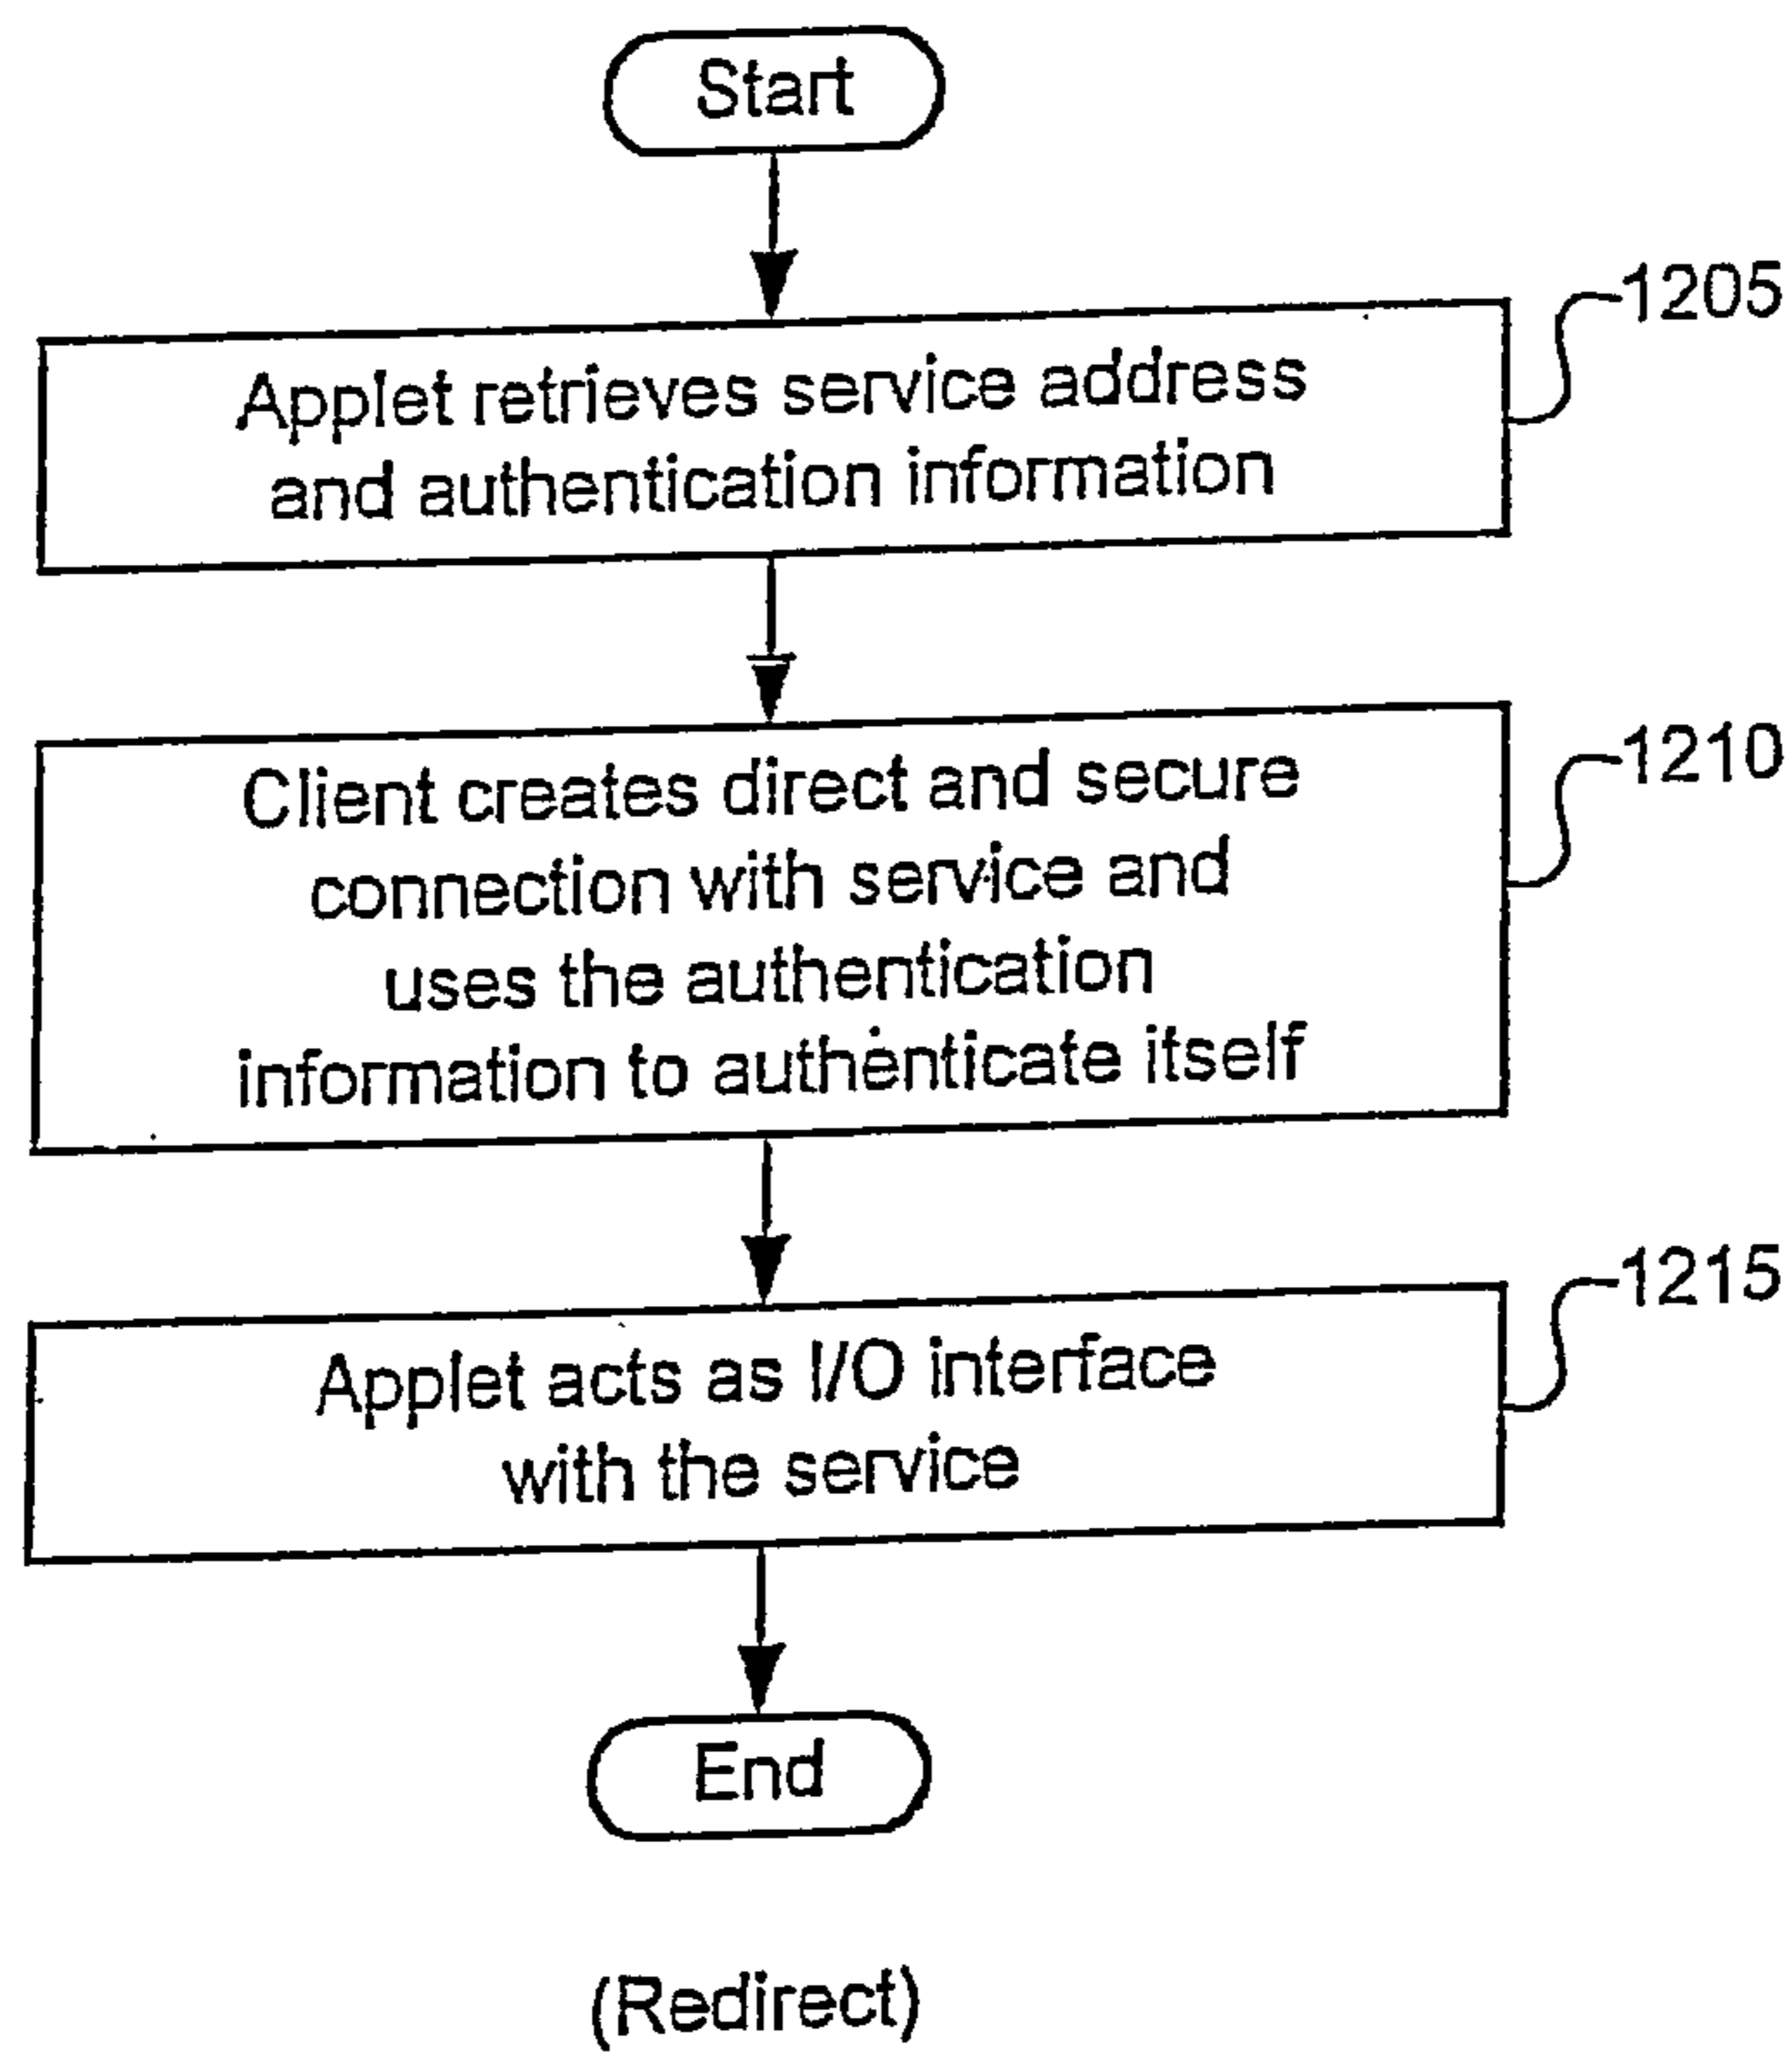 Start
1205
Applet retrieves service address
and authentication information
1210
Client creates direct and secure
connection with service and
uses the authentication
information to authenticate itself
1215
Applet acts as I/O interface
with the service
End
(Redirect)